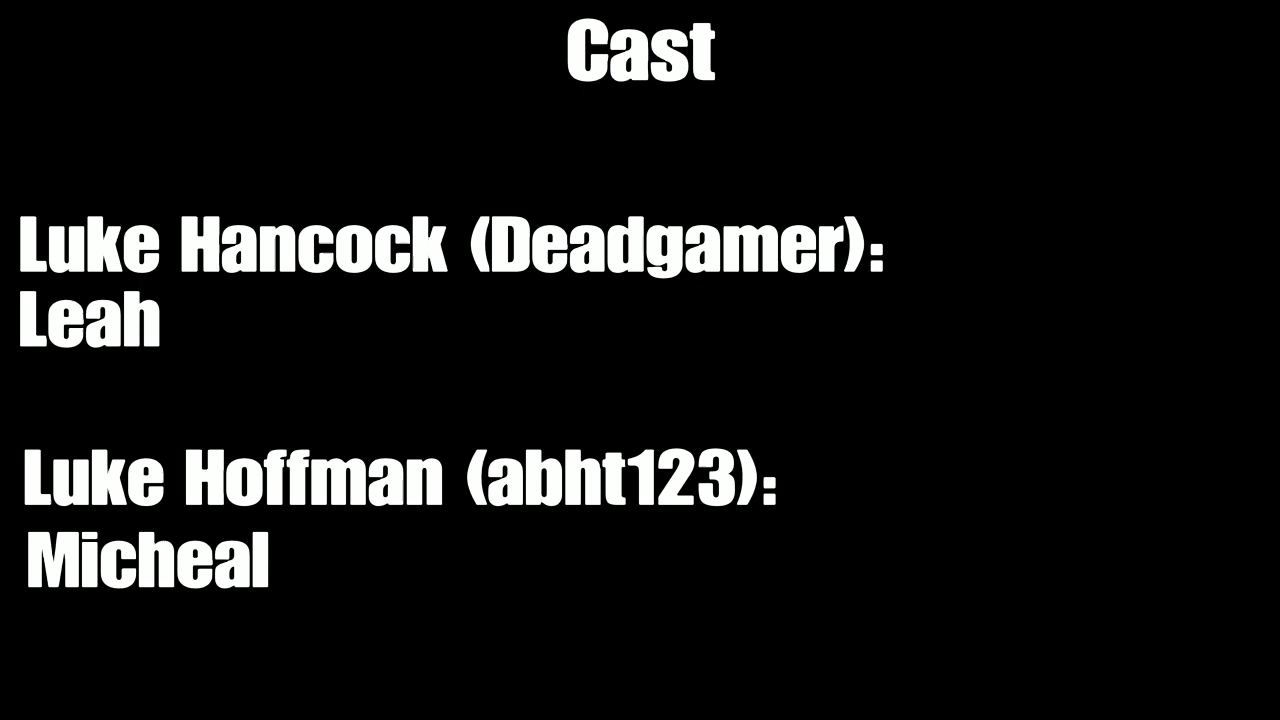 Cast
Luke Hancock (Deadgamer):
Leah
Luke Hoffman (abht123):
Micheal